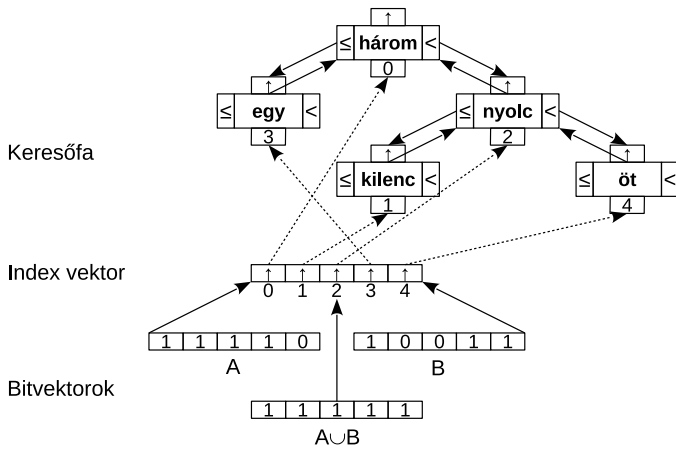 ↑
≤ három <
0
↑ ↑
≤ egy < ≤ nyolc <
3 2
Keresőfa
↑ ↑
≤ kilenc < ≤ öt <
1 4
Index vektor
↑ ↑ ↑ ↑ ↑
0 1 2 3 4
1 1 1 1 0 1 0 0 1 1
A B
Bitvektorok
1 1 1 1 1
A∪B